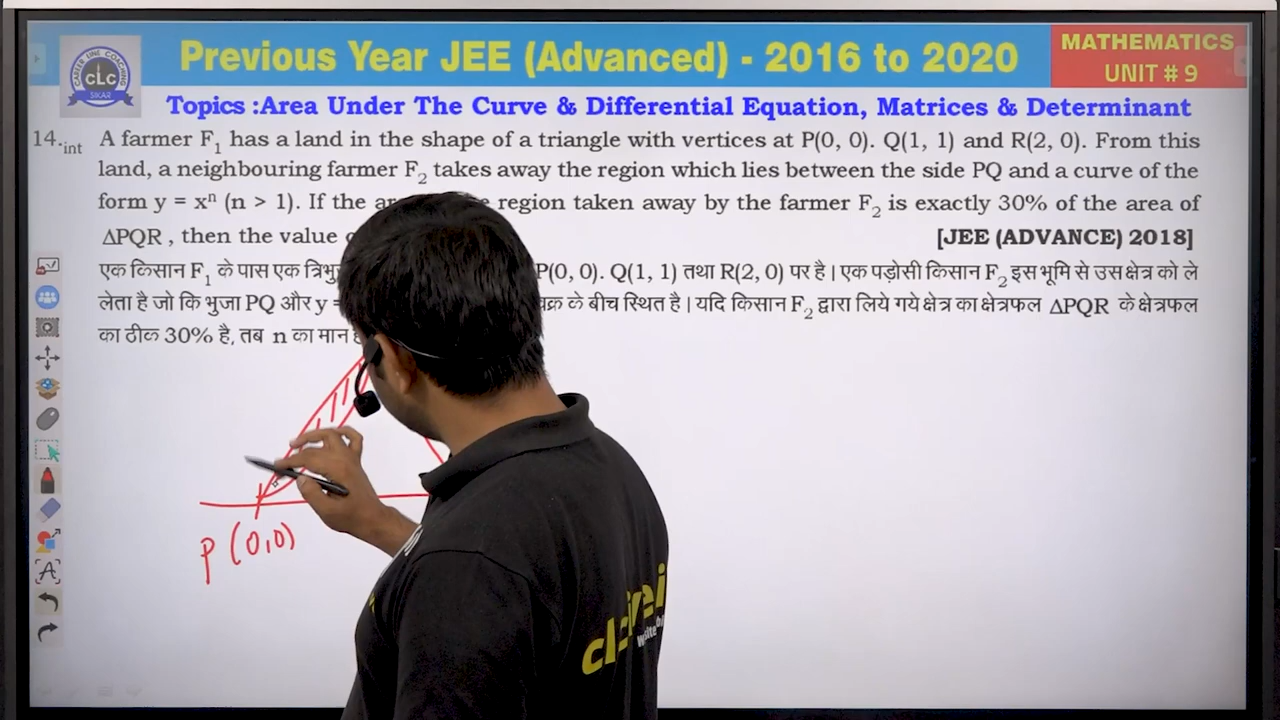 Previous Year JEE (Advanced) - 2016 to 2020
MATHEMATICS
UNIT # 9
CLC
SIKAR
Topics :Area Under The Curve & Differential Equation, Matrices & Determinant
14.int A farmer F1 has a land in the shape of a triangle with vertices at P(0, 0). Q(1, 1) and R(2, 0). From this
land, a neighbouring farmer F2 takes away the region which lies between the side PQ and a curve of the
form y = xⁿ (n > 1). If the region taken away by the farmer F2 is exactly 30% of the area of
ΔPQR , then the value
[JEE (ADVANCE) 2018]
एक किसान F1 के पास एक P(0, 0). Q(1, 1) तथा R(2, 0) पर है। एक पड़ोसी किसान F2 इस भूमि से उस क्षेत्र को ले
लेता है जो कि भुजा PQ और y = के बीच स्थित है। यदि किसान F2 द्वारा लिये गये क्षेत्र का क्षेत्रफल ΔPQR के क्षेत्रफल
का ठीक 30% है, तब n का मान
P (0,0)